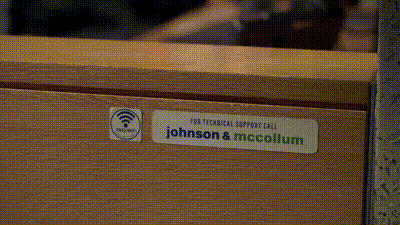 FOR TECHNICAL SUPPORT CALL
johnson & mccollum